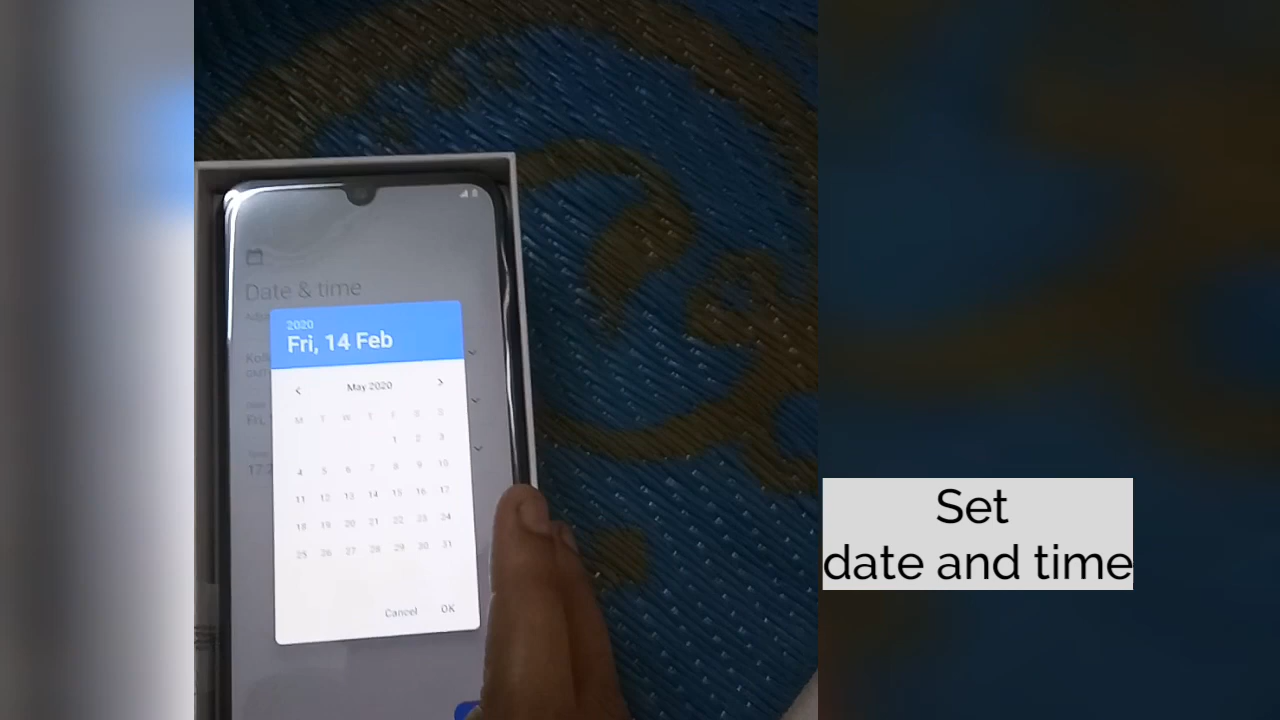 Date & time
2020
Fri, 14 Feb
May 2020
M T W T F S S
1 2 3
4 5 6 7 8 9 10
11 12 13 14 15 16 17
18 19 20 21 22 23 24
25 26 27 28 29 30 31
Cancel OK
Set
date and time